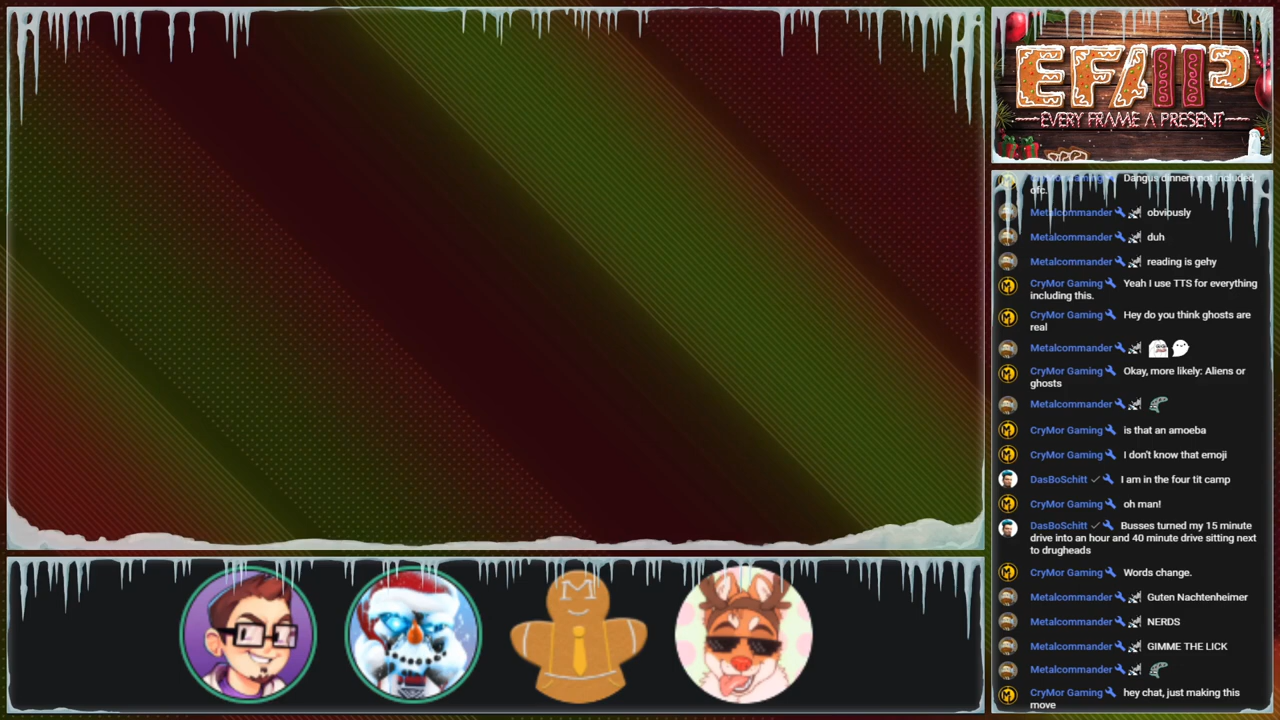 EFAP
EVERY FRAME A PRESENT
M
Dangus dinners not included,
ofc.
Metalcommander obviously
Metalcommander duh
Metalcommander reading is gehy
CryMor Gaming Yeah I use TTS for everything
including this.
CryMor Gaming Hey do you think ghosts are
real
Metalcommander
CryMor Gaming Okay, more likely: Aliens or
ghosts
Metalcommander
CryMor Gaming is that an amoeba
CryMor Gaming I don't know that emoji
DasBoSchitt I am in the four tit camp
CryMor Gaming oh man!
DasBoSchitt Busses turned my 15 minute
drive into an hour and 40 minute drive sitting next
to drugheads
CryMor Gaming Words change.
Metalcommander Guten Nachtenheimer
Metalcommander NERDS
Metalcommander GIMME THE LICK
Metalcommander
CryMor Gaming hey chat, just making this
move